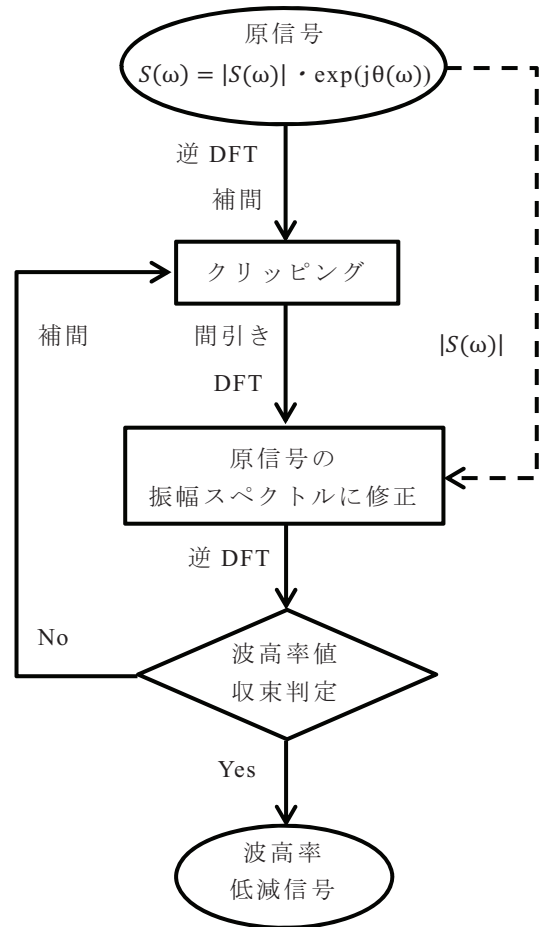 原信号
S(ω) = |S(ω)| ・exp(jθ(ω))
逆 DFT
補間
クリッピング
補間
間引き
DFT
|S(ω)|
原信号の
振幅スペクトルに修正
逆 DFT
No
波高率値
収束判定
Yes
波高率
低減信号